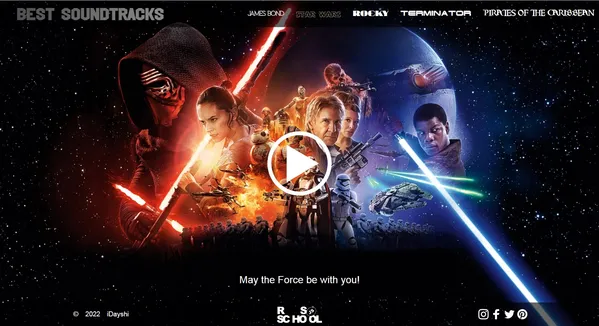 BEST SOUNDTRACKS
JAMES BOND STAR WARS ROCKY TERMINATOR PIRATES OF THE CARIBBEAN
May the Force be with you!
© 2022 iDayshi
RS
SCHOOL